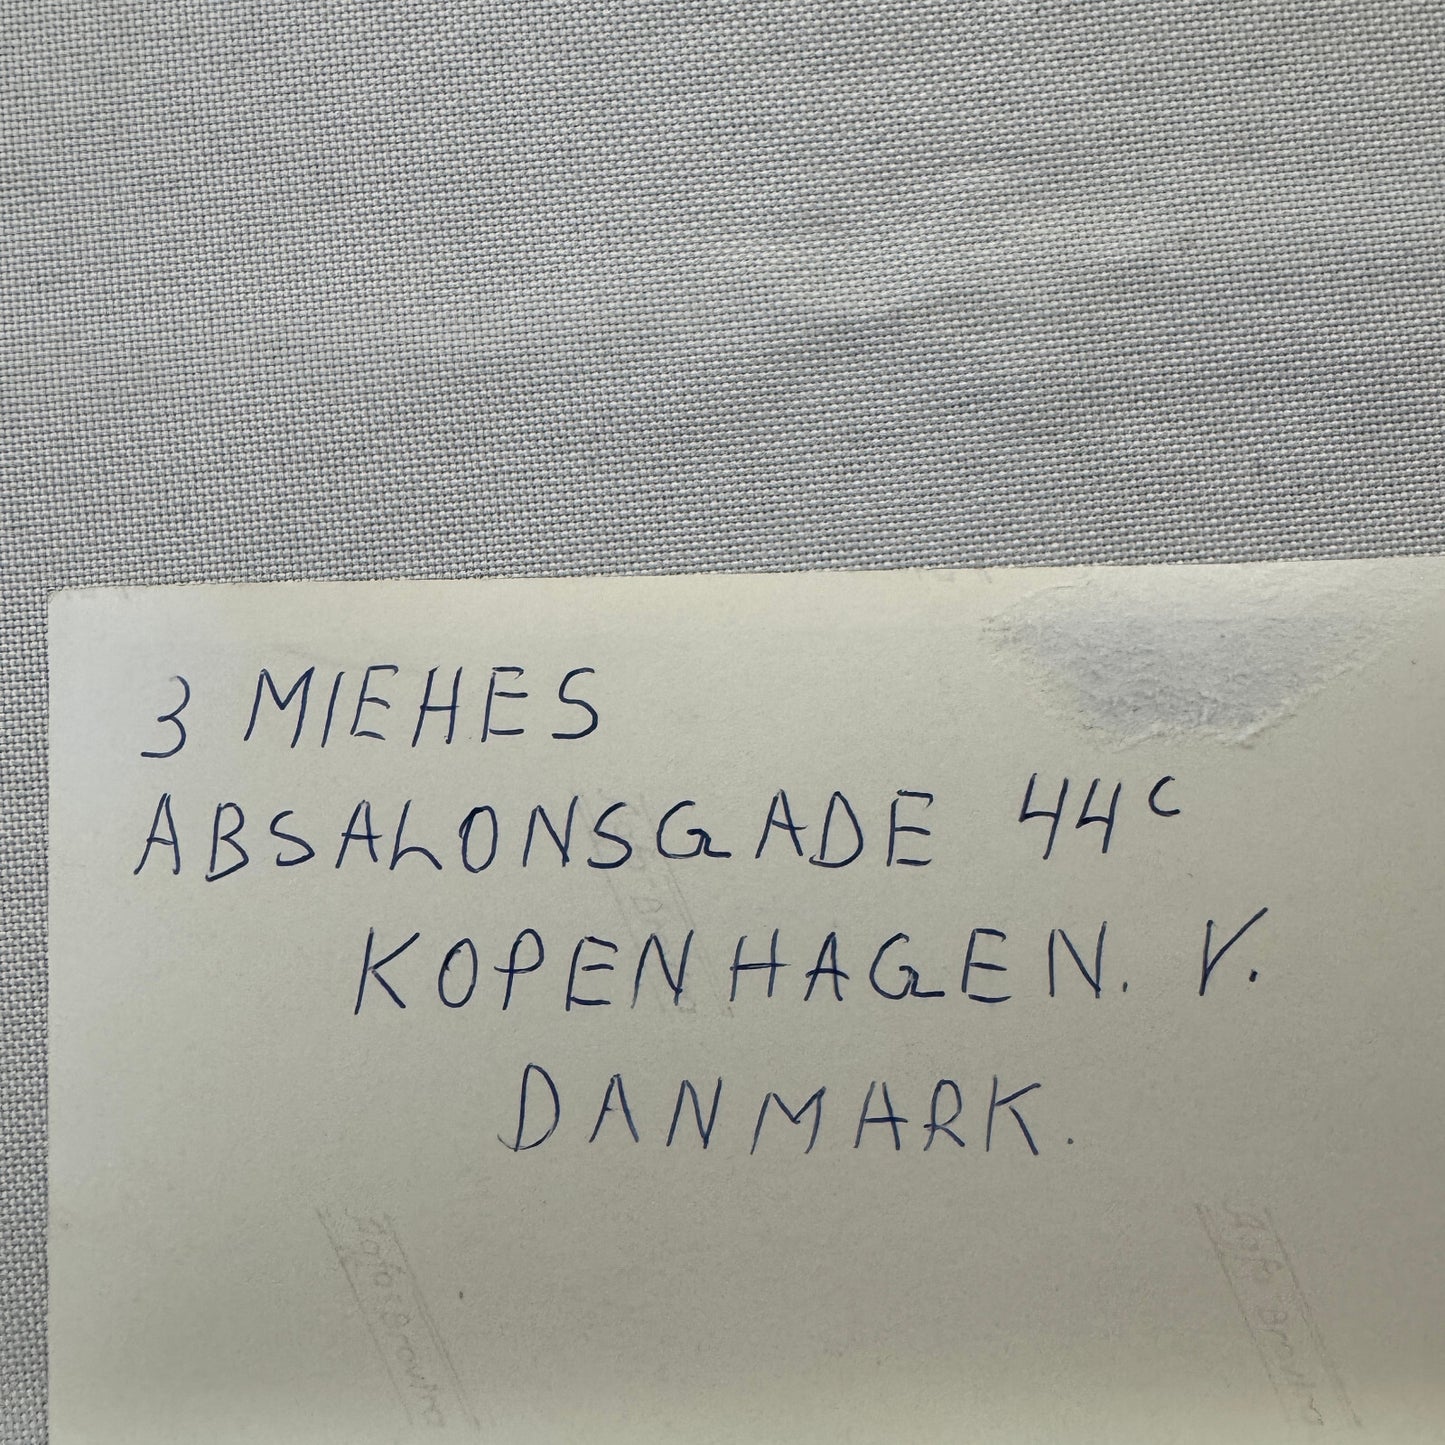 3 MIEHES
ABSALONSGADE 44c
KOPENHAGEN. V.
DANMARK.